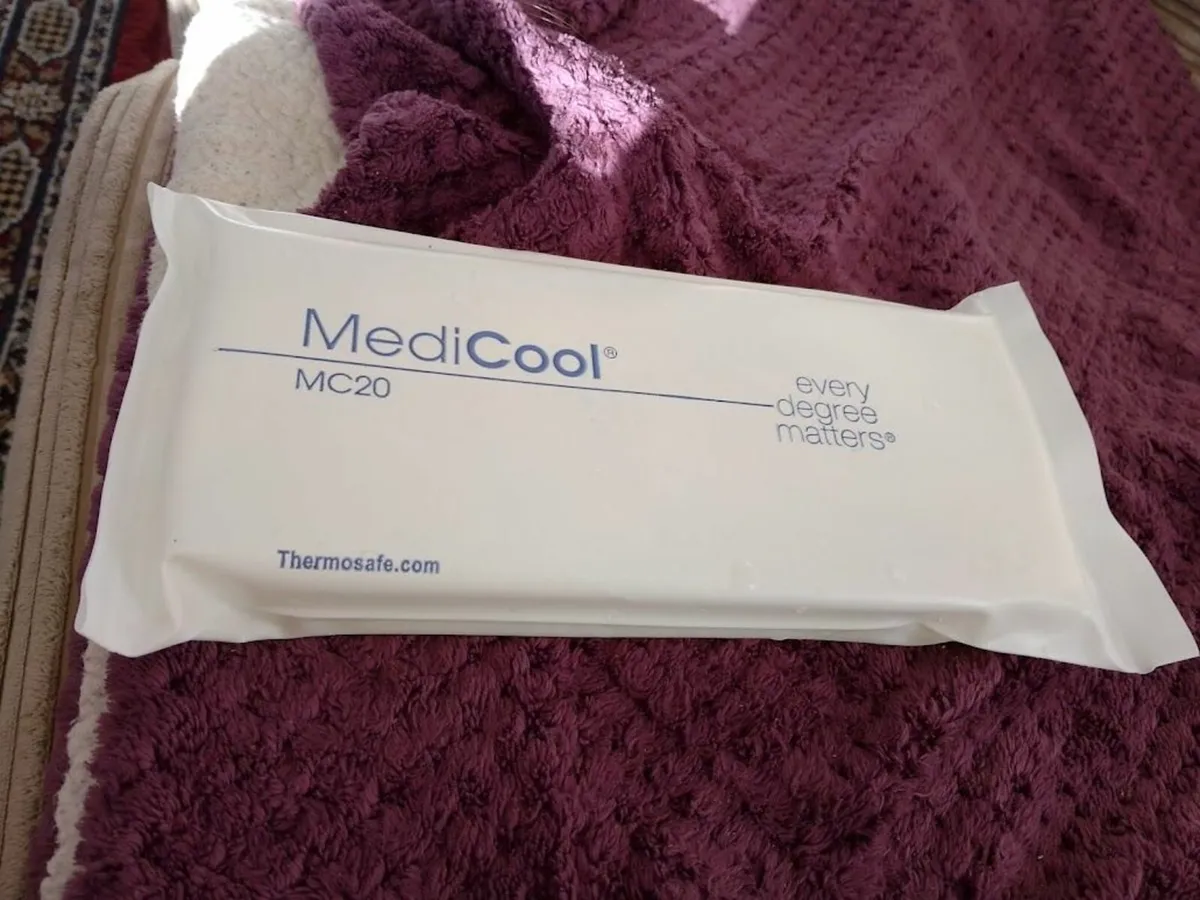 MediCool®
MC20
every
degree
matters®
Thermosafe.com